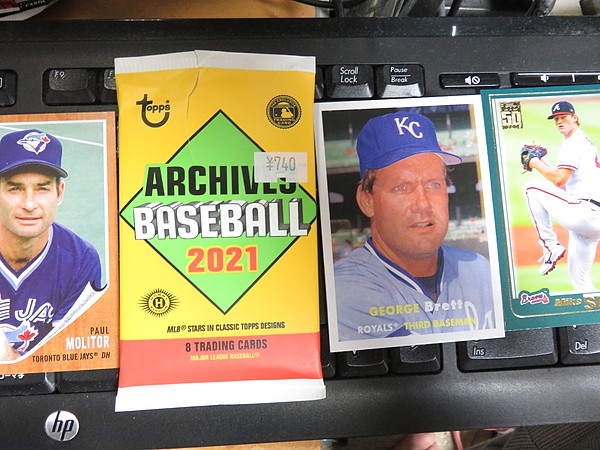 Scroll
Lock
Pause
Break
F9
Topps
¥740
ARCHIVES
BASEBALL
2021
MLB® STARS IN CLASSIC TOPPS DESIGNS
8 TRADING CARDS
MAJOR LEAGUE BASEBALL
PAUL
MOLITOR
TORONTO BLUE JAYS® DH
KC
GEORGE Brett
ROYALS® THIRD BASEMAN
50
Braves
Mike
Ins
Del
hp